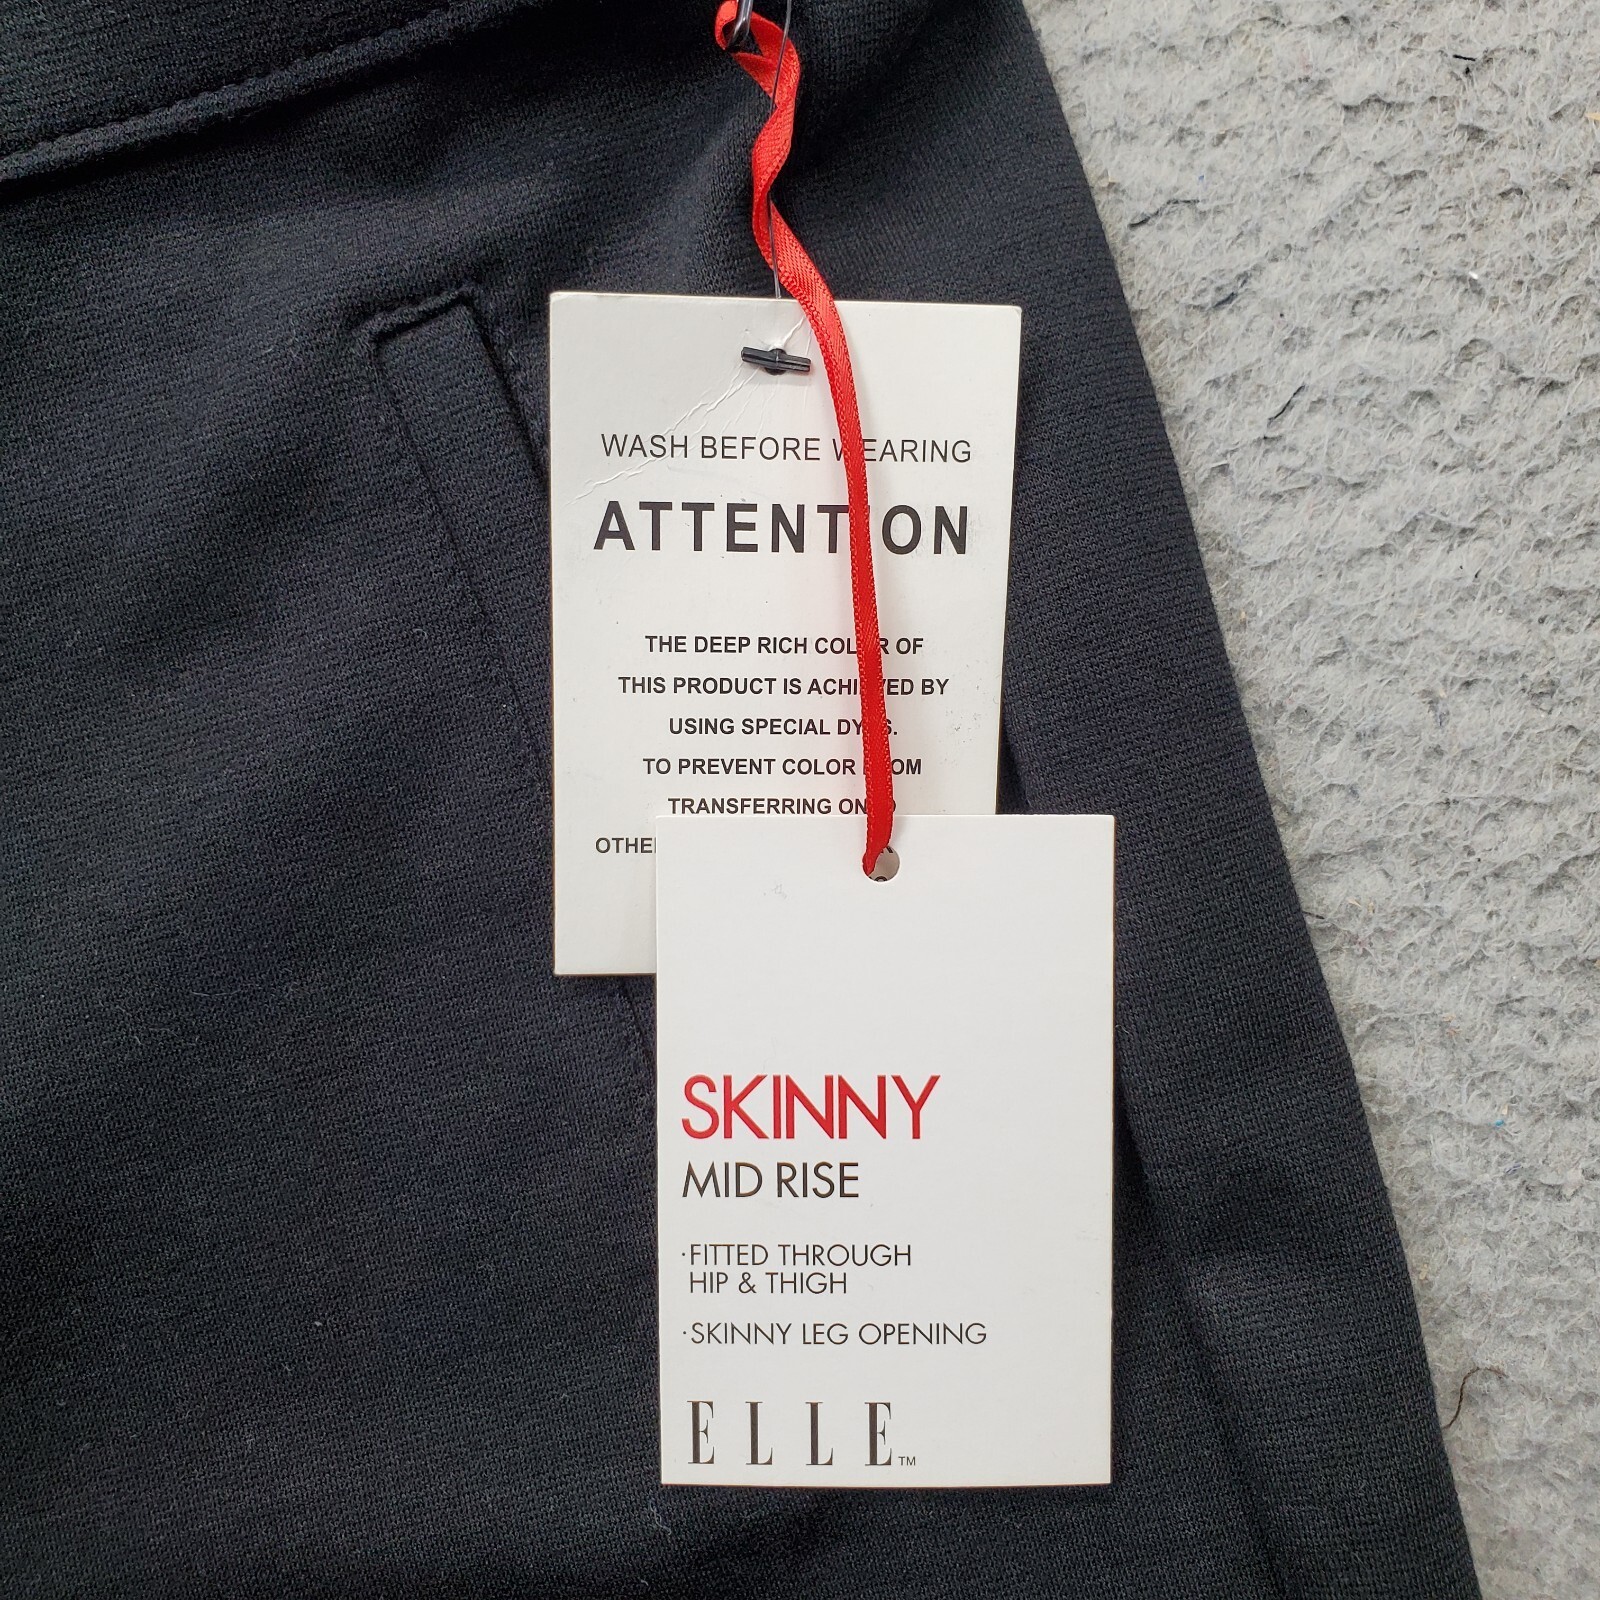 WASH BEFORE WEARING
ATTENTION
THE DEEP RICH COLOR OF
THIS PRODUCT IS ACHIEVED BY
USING SPECIAL DYES.
TO PREVENT COLOR FROM
TRANSFERRING ONTO
SKINNY
MID RISE
·FITTED THROUGH
HIP & THIGH
·SKINNY LEG OPENING
ELLE™